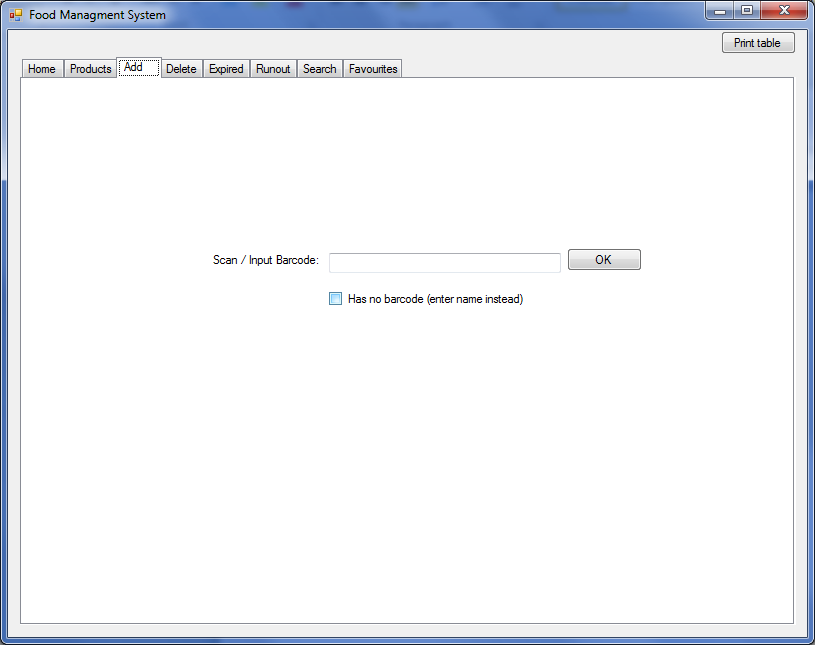 Food Managment System
Print table
Home Products Add Delete Expired Runout Search Favourites
Scan / Input Barcode: OK
Has no barcode (enter name instead)